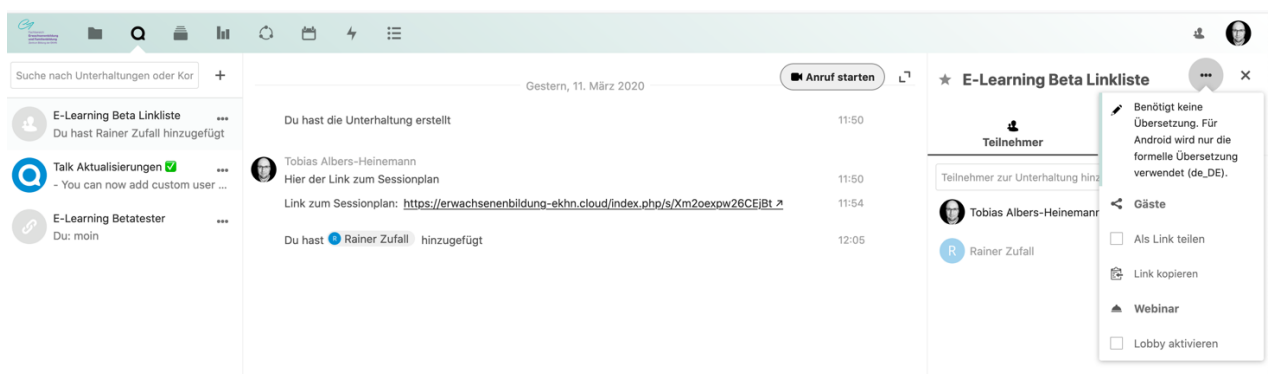 Suche nach Unterhaltungen oder Kor
E-Learning Beta Linkliste
Du hast Rainer Zufall hinzugefügt
Talk Aktualisierungen ✅
- You can now add custom user ...
E-Learning Betatester
Du: moin
Gestern, 11. März 2020
Anruf starten
Du hast die Unterhaltung erstellt 11:50
Tobias Albers-Heinemann
Hier der Link zum Sessionplan 11:50
Link zum Sessionplan: https://erwachsenenbildung-ekhn.cloud/index.php/s/Xm2oexpw26CEjBt ↗ 11:54
Du hast R Rainer Zufall hinzugefügt 12:05
E-Learning Beta Linkliste
Teilnehmer
Teilnehmer zur Unterhaltung hinz
Tobias Albers-Heinemann
R Rainer Zufall
Benötigt keine
Übersetzung. Für
Android wird nur die
formelle Übersetzung
verwendet (de_DE).
Gäste
Als Link teilen
Link kopieren
Webinar
Lobby aktivieren